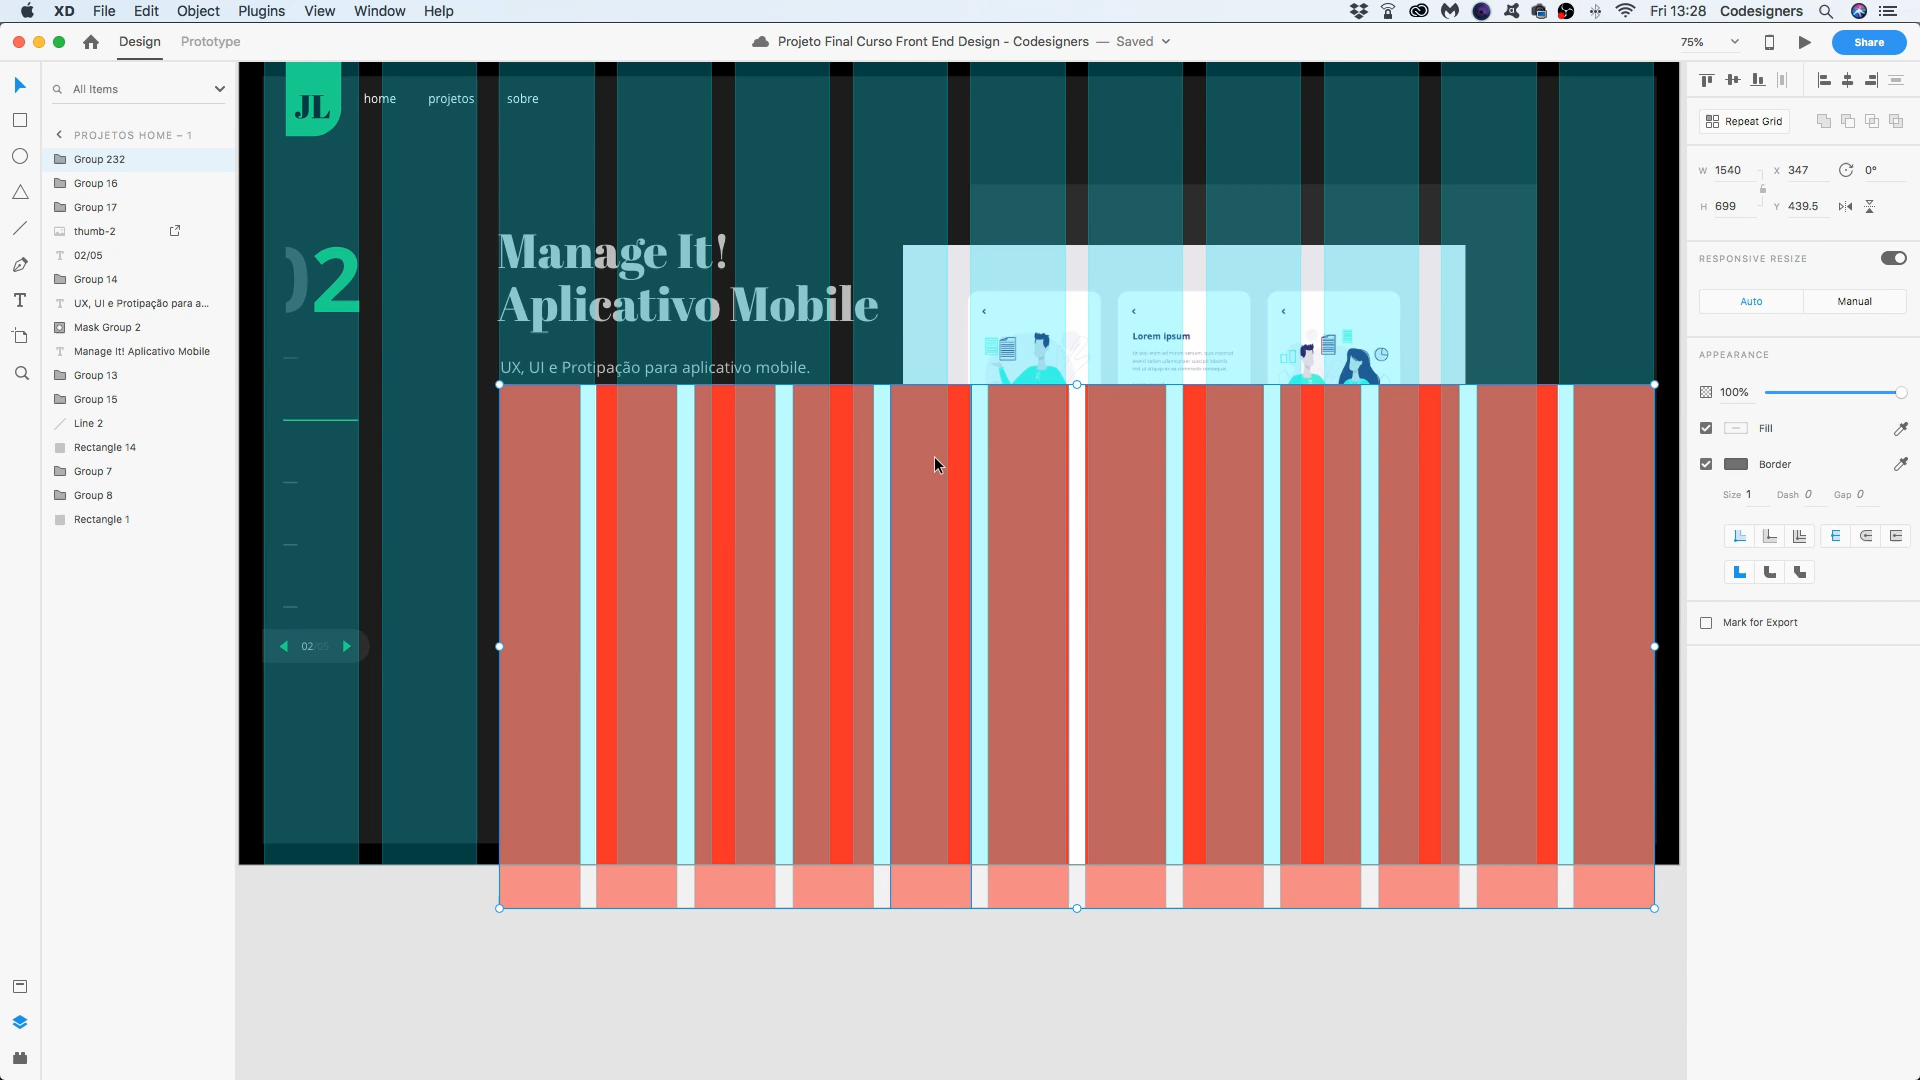 XD File Edit Object Plugins View Window Help
Fri 13:28 Codesigners
Design Prototype
Projeto Final Curso Front End Design - Codesigners — Saved
75%
Share
All Items
PROJETOS HOME – 1
Group 232
Group 16
Group 17
thumb-2
02/05
Group 14
UX, UI e Protipação para a...
Mask Group 2
Manage It! Aplicativo Mobile
Group 13
Group 15
Line 2
Rectangle 14
Group 7
Group 8
Rectangle 1
JL
home projetos sobre
02
Manage It!
Aplicativo Mobile
UX, UI e Protipação para aplicativo mobile.
Lorem ipsum
02/05
Repeat Grid
W 1540 X 347 0°
H 699 Y 439.5
RESPONSIVE RESIZE
Auto Manual
APPEARANCE
100%
Fill
Border
Size 1 Dash 0 Gap 0
Mark for Export